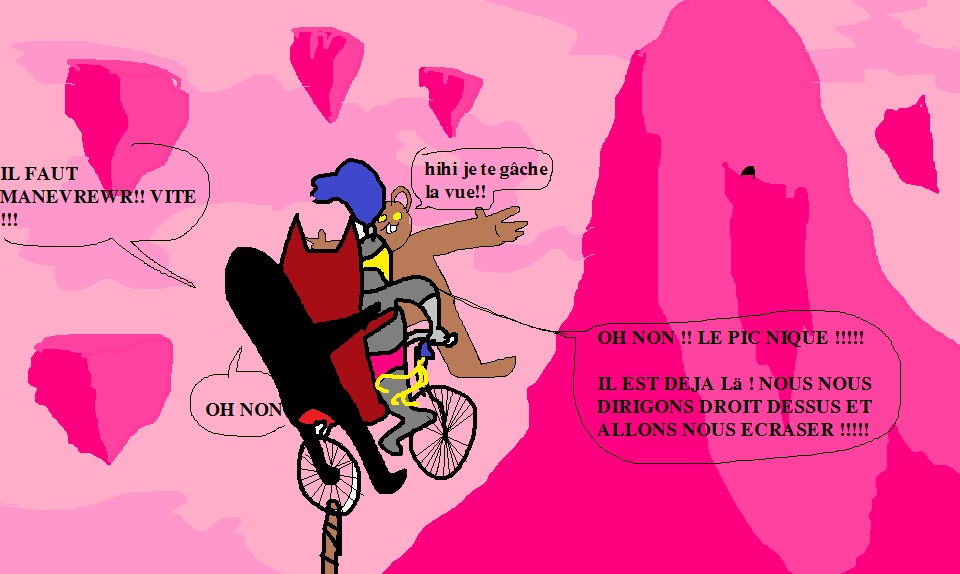 IL FAUT
MANEVREWR!! VITE
!!!
hihi je te gâche
la vue!!
OH NON !! LE PIC NIQUE !!!!!
IL EST DEJA Lä ! NOUS NOUS
DIRIGONS DROIT DESSUS ET
ALLONS NOUS ECRASER !!!!!
OH NON